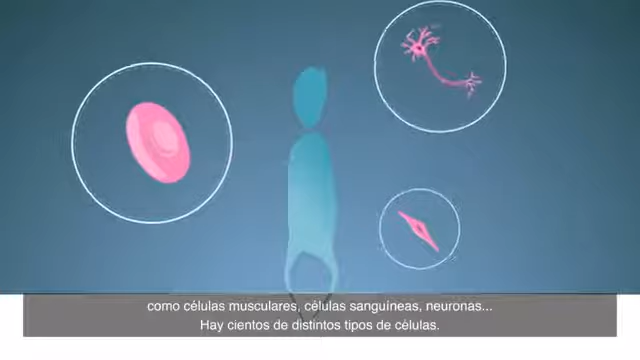 como células musculares, células sanguíneas, neuronas...
Hay cientos de distintos tipos de células.